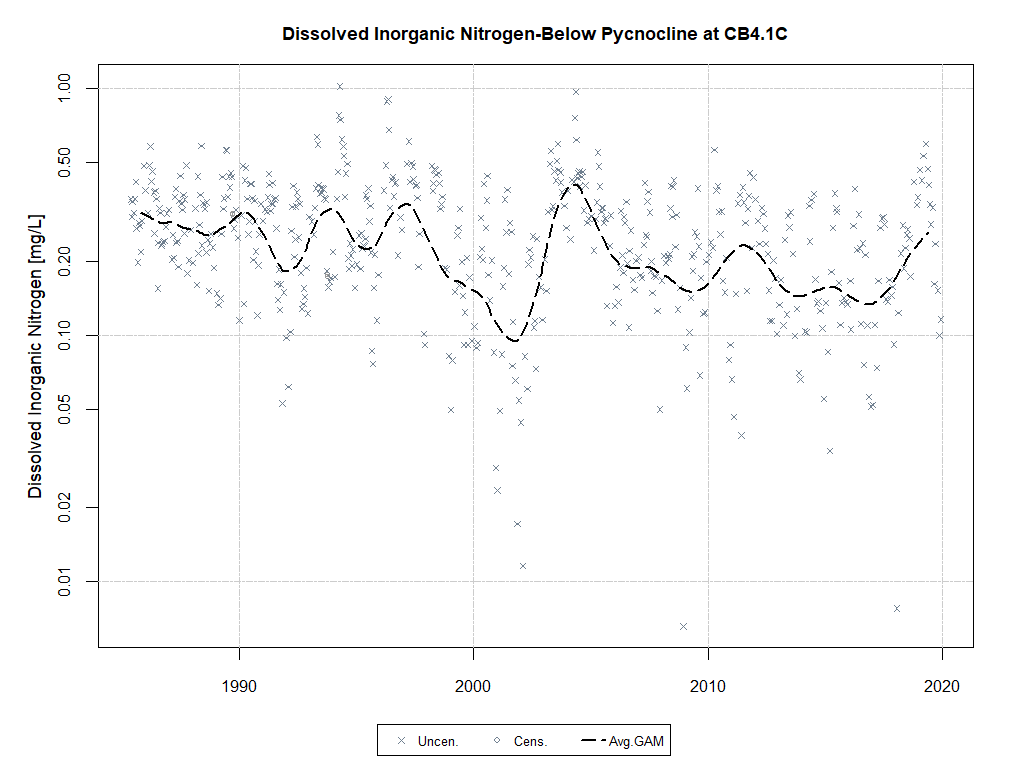 Dissolved Inorganic Nitrogen-Below Pycnocline at CB4.1C
Dissolved Inorganic Nitrogen [mg/L]
1.00
0.50
0.20
0.10
0.05
0.02
0.01
1990
2000
2010
2020
Uncen.
Cens.
Avg.GAM